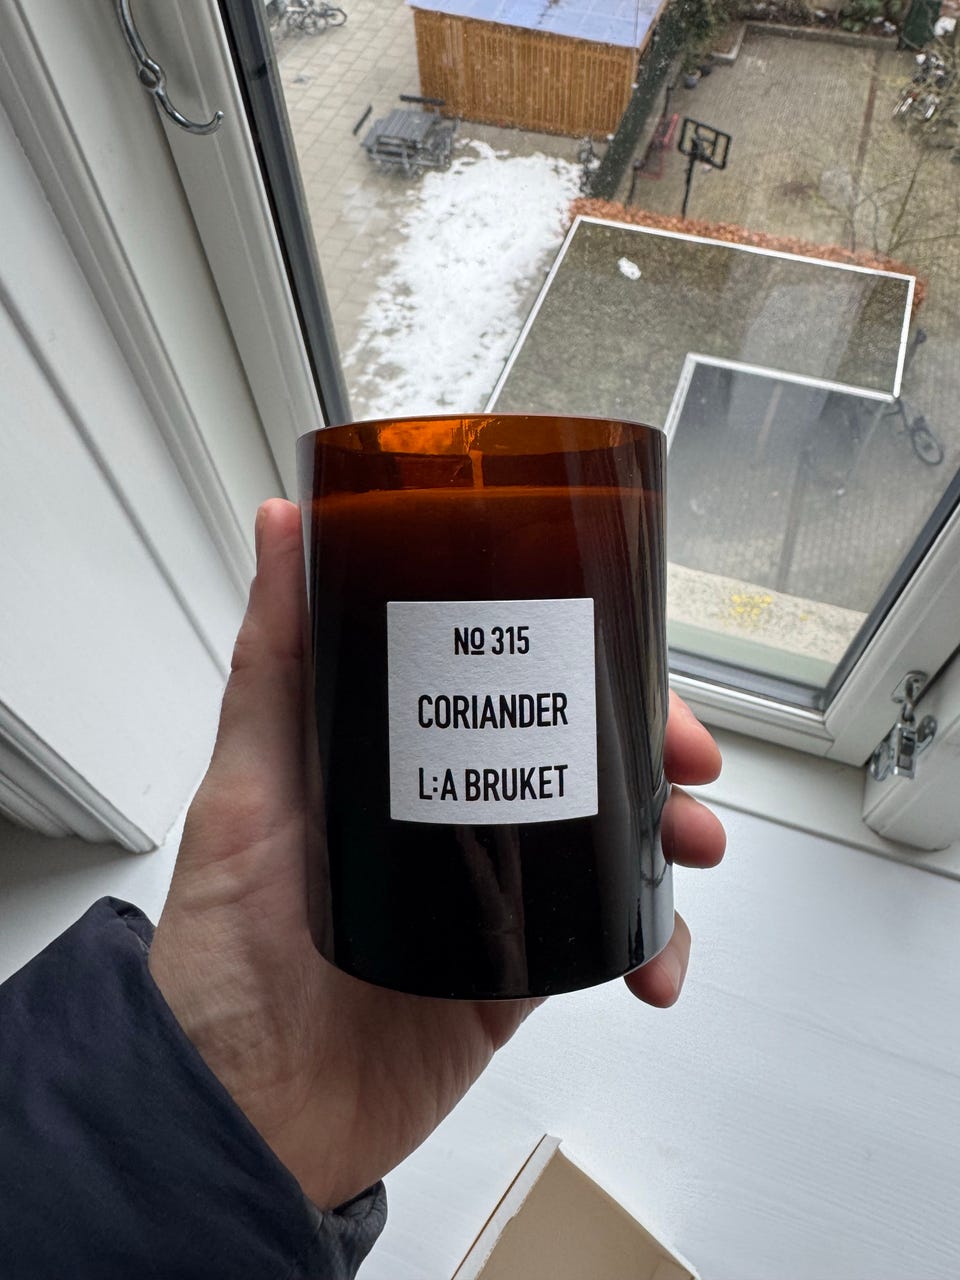 Nº 315
CORIANDER
L:A BRUKET